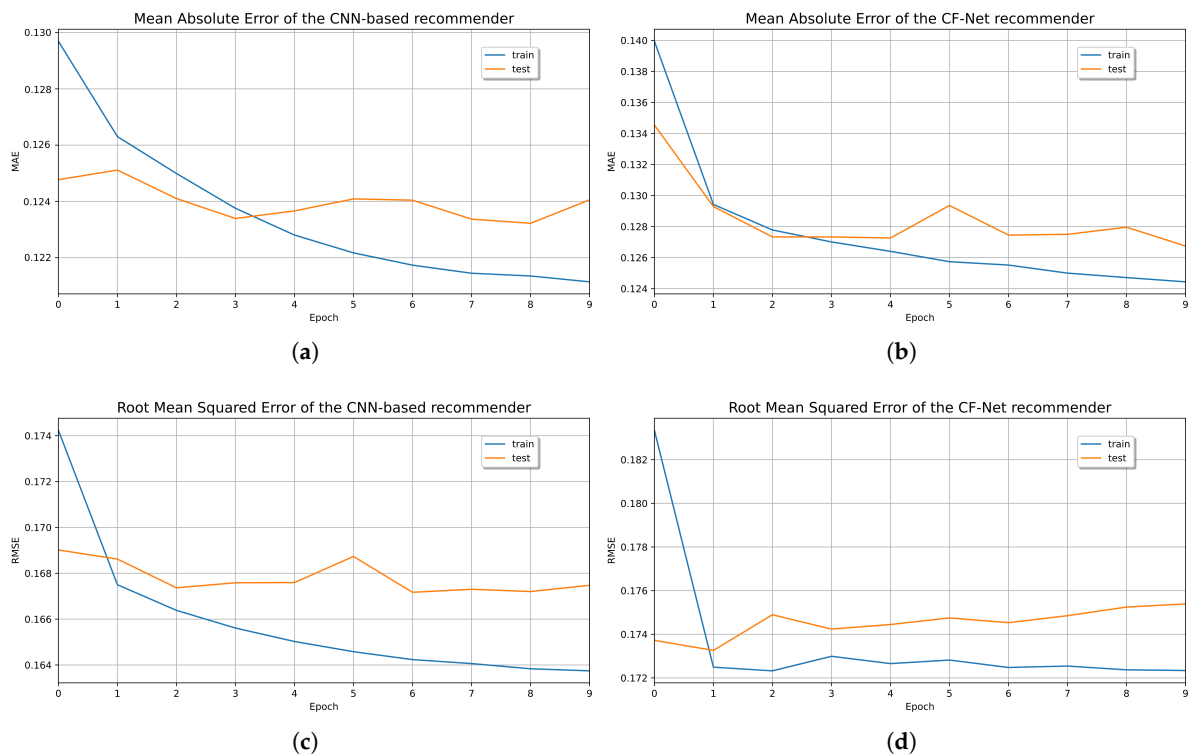 Mean Absolute Error of the CNN-based recommender
0.130
0.128
0.126
0.124
0.122
MAE
train
test
0 1 2 3 4 5 6 7 8 9
Epoch
(a)
Mean Absolute Error of the CF-Net recommender
0.140
0.138
0.136
0.134
0.132
0.130
0.128
0.126
0.124
MAE
train
test
0 1 2 3 4 5 6 7 8 9
Epoch
(b)
Root Mean Squared Error of the CNN-based recommender
0.174
0.172
0.170
0.168
0.166
0.164
RMSE
train
test
0 1 2 3 4 5 6 7 8 9
Epoch
(c)
Root Mean Squared Error of the CF-Net recommender
0.182
0.180
0.178
0.176
0.174
0.172
RMSE
train
test
0 1 2 3 4 5 6 7 8 9
Epoch
(d)